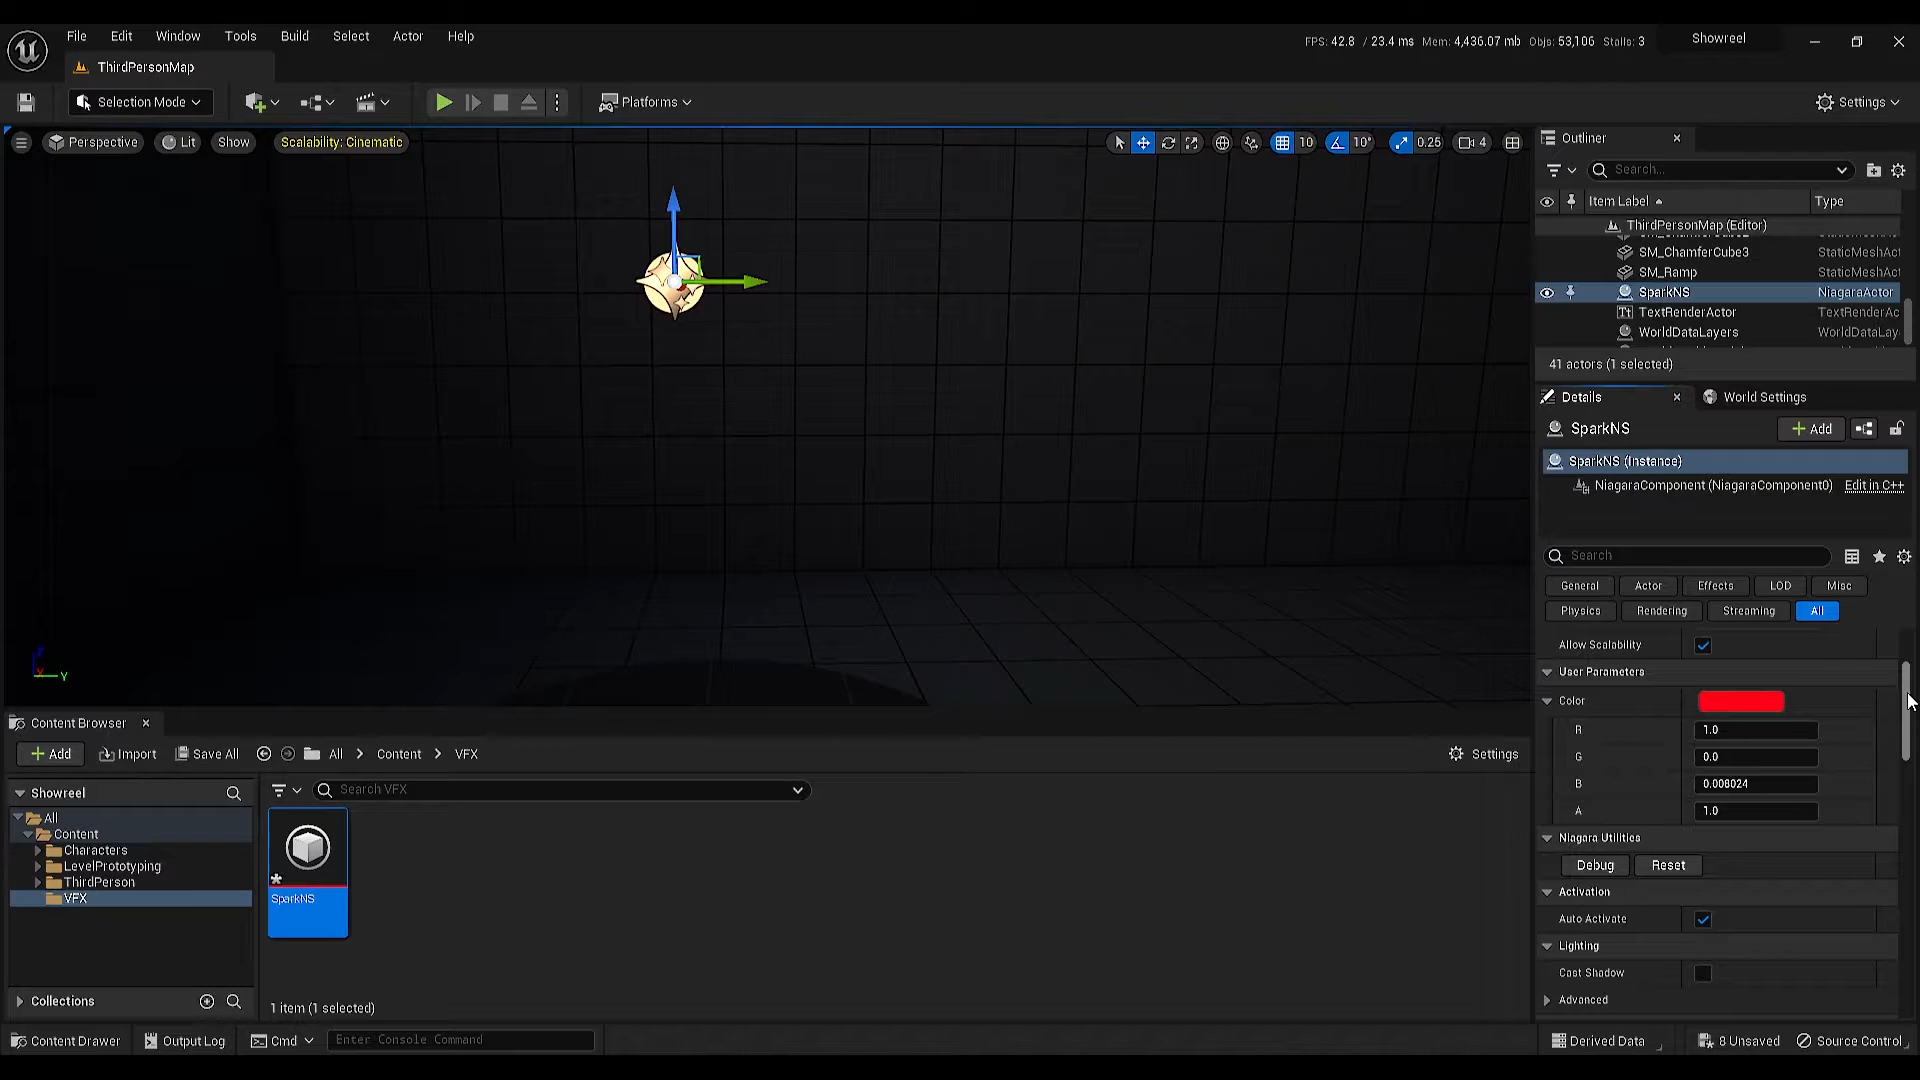 File Edit Window Tools Build Select Actor Help
FPS: 42.8 / 23.4 ms Mem: 4,436.07 mb Objs: 53,106 Stalls: 3
Showreel
ThirdPersonMap
Selection Mode
Platforms
Settings
Perspective Lit Show Scalability: Cinematic
10 10° 0.25 4
Outliner
Search...
Item Label Type
ThirdPersonMap (Editor)
SM_ChamferCube3 StaticMeshAct
SM_Ramp StaticMeshAct
SparkNS NiagaraActor
TextRenderActor TextRenderAc
WorldDataLayers WorldDataLay
41 actors (1 selected)
Details World Settings
SparkNS + Add
SparkNS (Instance)
NiagaraComponent (NiagaraComponent0) Edit in C++
Search
General Actor Effects LOD Misc
Physics Rendering Streaming All
Allow Scalability
User Parameters
Color
R 1.0
G 0.0
B 0.008024
A 1.0
Niagara Utilities
Debug Reset
Activation
Auto Activate
Lighting
Cast Shadow
Advanced
Y
Content Browser
+ Add Import Save All All Content VFX Settings
Showreel
Search VFX
All
Content
Characters
LevelPrototyping
ThirdPerson
VFX
SparkNS
Collections
1 item (1 selected)
Content Drawer Output Log Cmd Enter Console Command
Derived Data 8 Unsaved Source Control